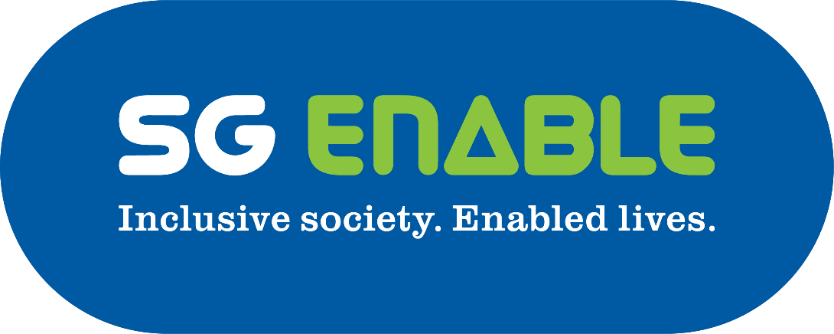 SG ENABLE
Inclusive society. Enabled lives.